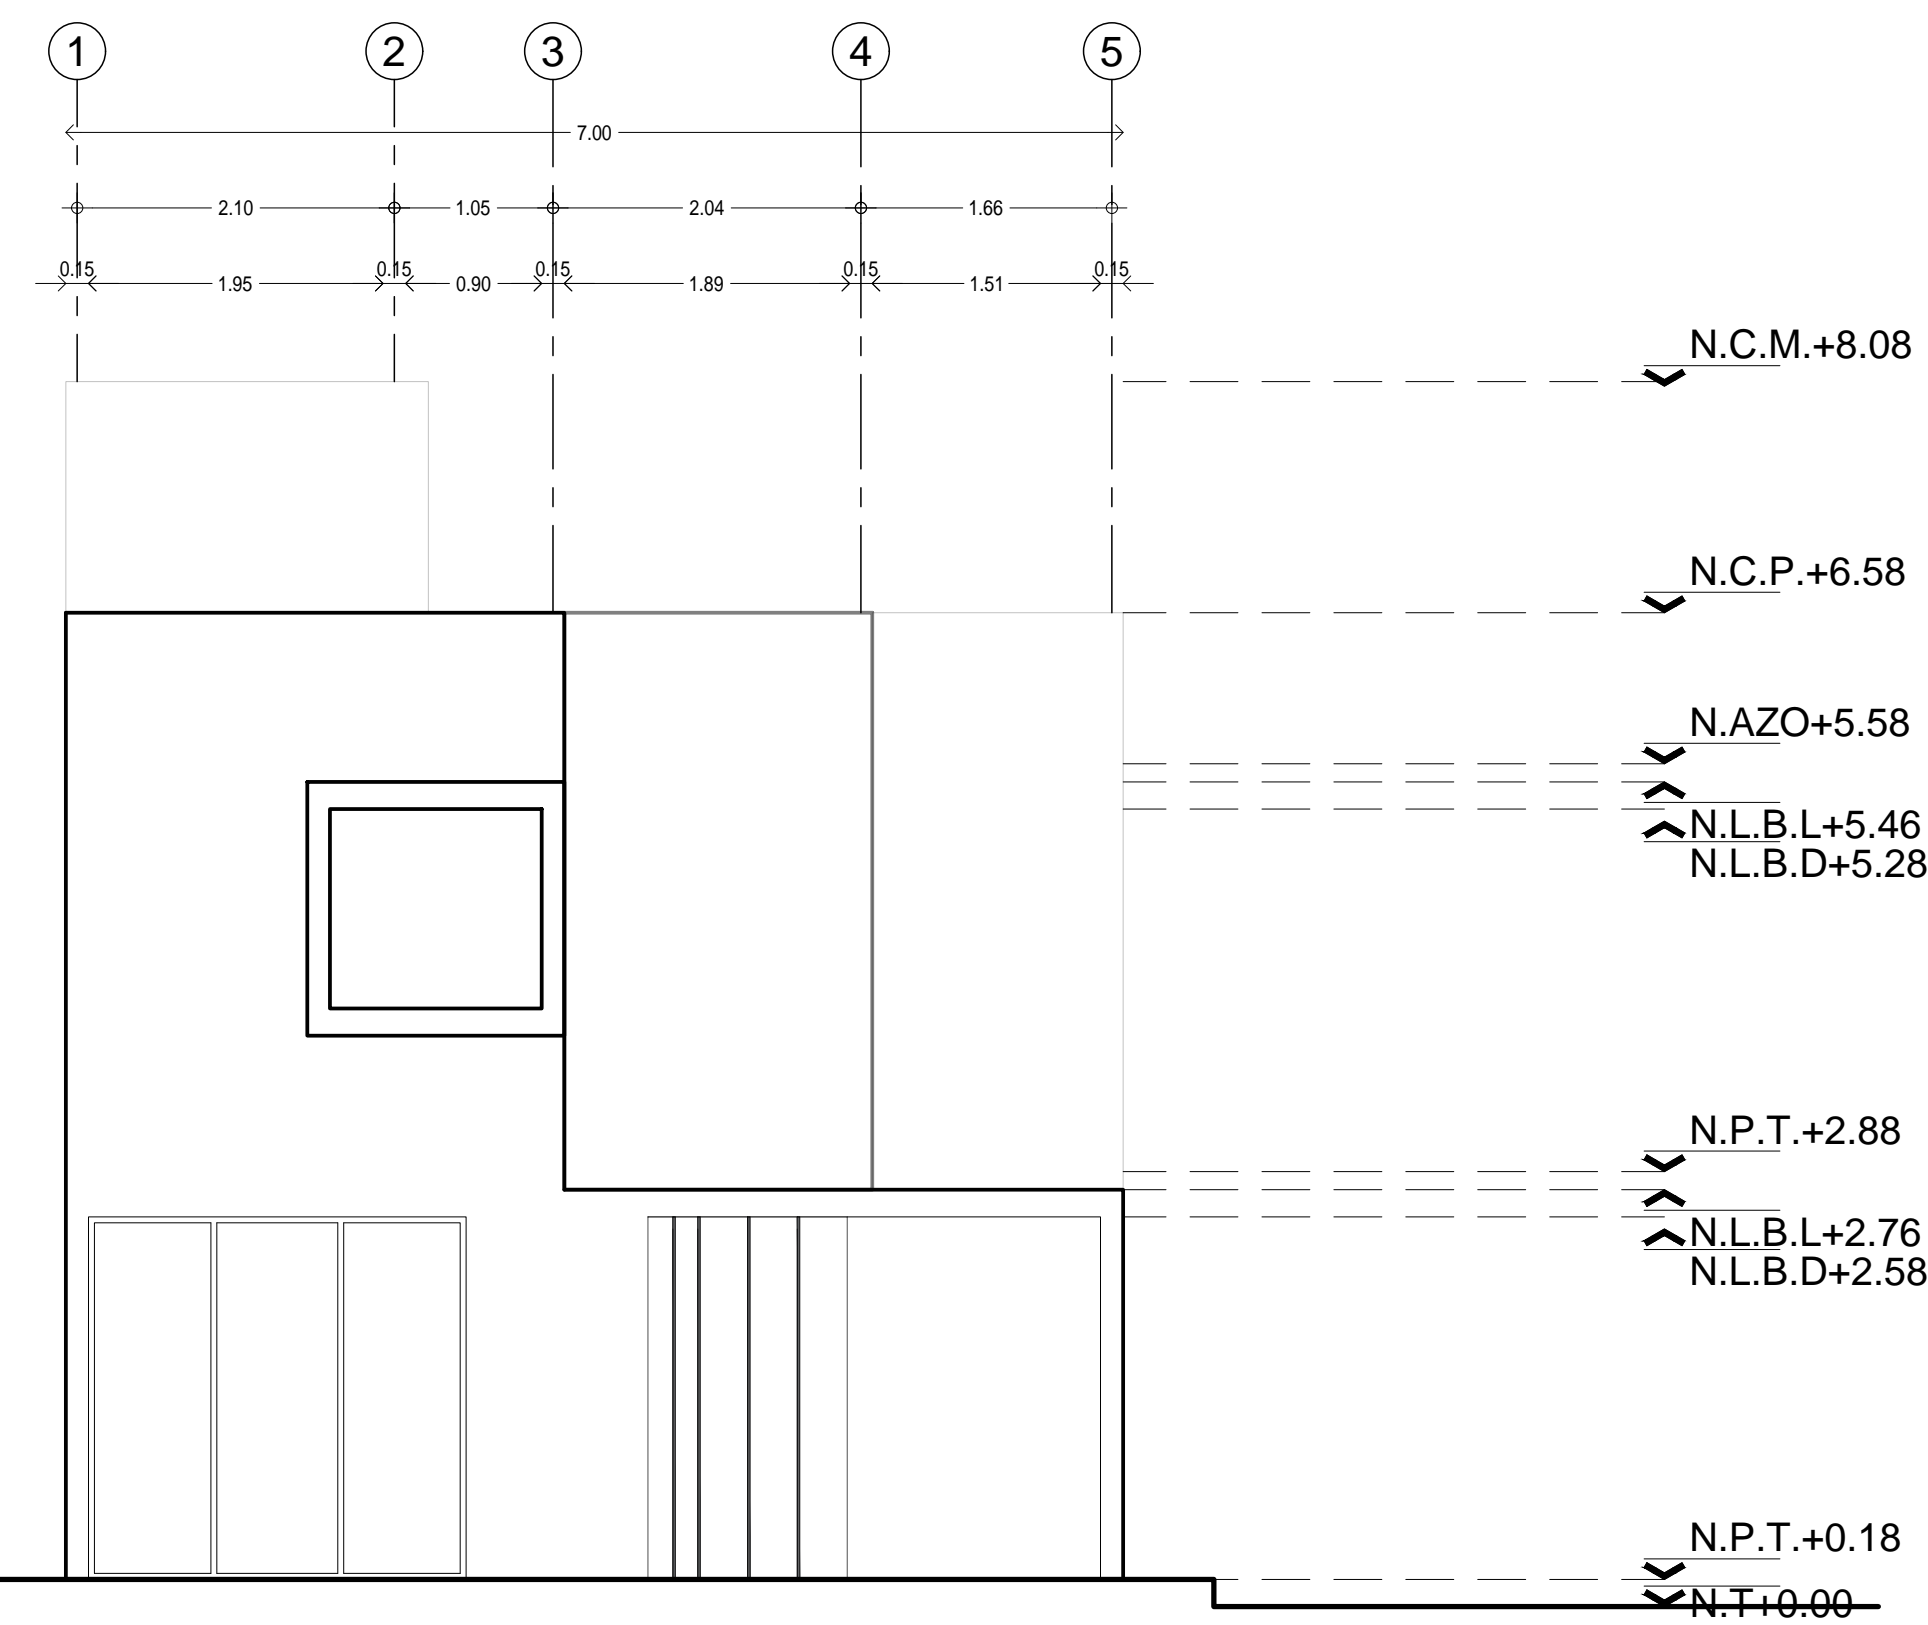 1 2 3 4 5
7.00
2.10 1.05 2.04 1.66
0.15 0.15 0.15 0.15 0.15
1.95 0.90 1.89 1.51
N.C.M.+8.08
N.C.P.+6.58
N.AZO+5.58
N.L.B.L+5.46
N.L.B.D+5.28
N.P.T.+2.88
N.L.B.L+2.76
N.L.B.D+2.58
N.P.T.+0.18
N.T+0.00